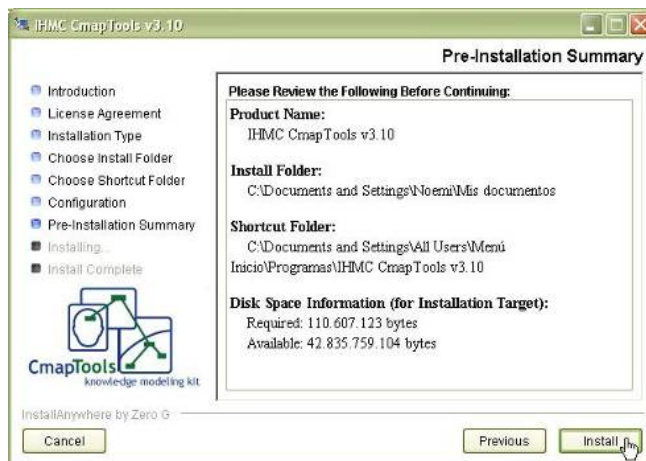 IHMC CmapTools v3.10
Pre-Installation Summary
Introduction
License Agreement
Installation Type
Choose Install Folder
Choose Shortcut Folder
Configuration
Pre-Installation Summary
Installing...
Install Complete
CmapTools
knowledge modeling kit
Please Review the Following Before Continuing:
Product Name:
IHMC CmapTools v3.10
Install Folder:
C:\Documents and Settings\Noemi\Mis documentos
Shortcut Folder:
C:\Documents and Settings\All Users\Menú
Inicio\Programas\IHMC CmapTools v3.10
Disk Space Information (for Installation Target):
Required: 110.607.123 bytes
Available: 42.835.759.104 bytes
InstallAnywhere by Zero G
Cancel
Previous
Install